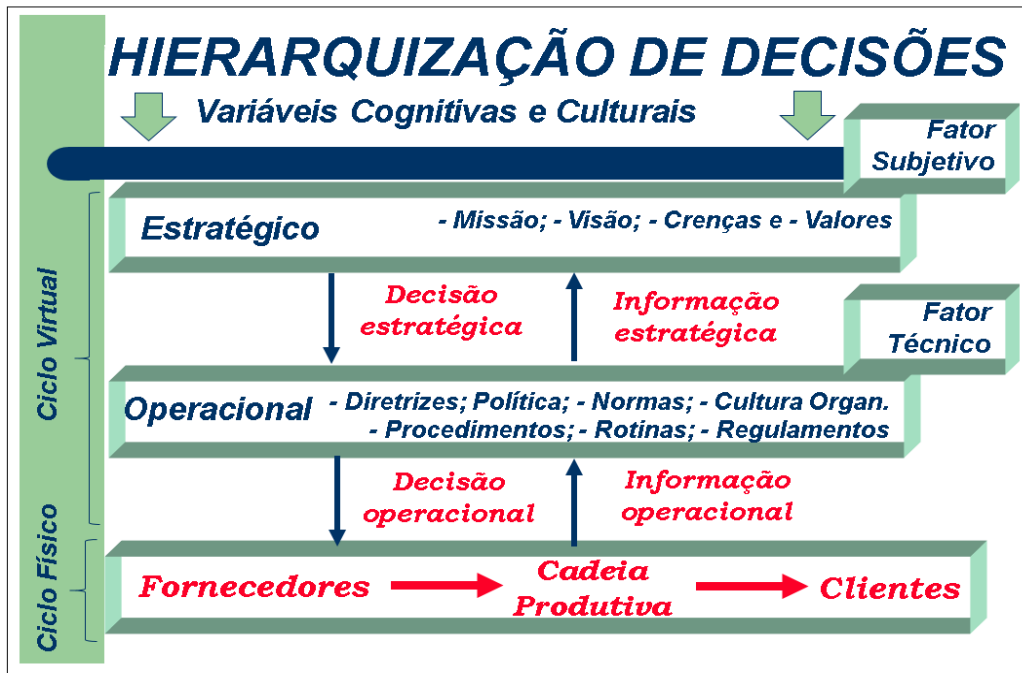 HIERARQUIZAÇÃO DE DECISÕES
Variáveis Cognitivas e Culturais
Fator
Subjetivo
Estratégico
- Missão; - Visão; - Crenças e - Valores
Decisão
estratégica
Informação
estratégica
Fator
Técnico
Operacional
- Diretrizes; Política; - Normas; - Cultura Organ.
- Procedimentos; - Rotinas; - Regulamentos
Decisão
operacional
Informação
operacional
Fornecedores
Cadeia
Produtiva
Clientes
Ciclo Virtual
Ciclo Físico